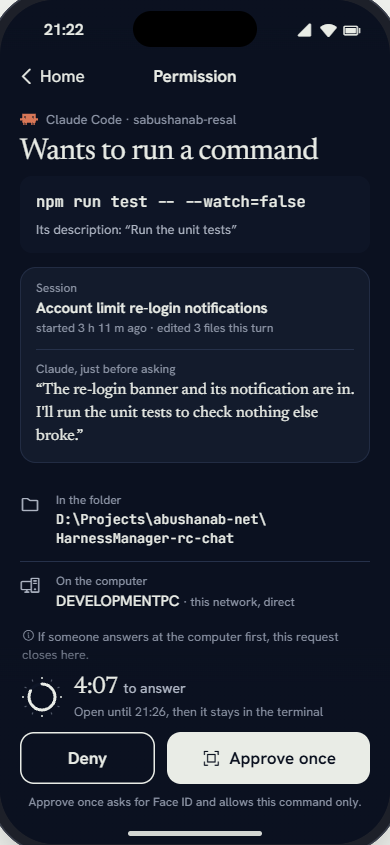 21:22
Home
Permission
Claude Code · sabushanab-resal
Wants to run a command
npm run test -- --watch=false
Its description: “Run the unit tests”
Session
Account limit re-login notifications
started 3 h 11 m ago · edited 3 files this turn
Claude, just before asking
“The re-login banner and its notification are in.
I'll run the unit tests to check nothing else
broke.”
In the folder
D:\Projects\abushanab-net\
HarnessManager-rc-chat
On the computer
DEVELOPMENTPC · this network, direct
If someone answers at the computer first, this request
closes here.
4:07 to answer
Open until 21:26, then it stays in the terminal
Deny
Approve once
Approve once asks for Face ID and allows this command only.